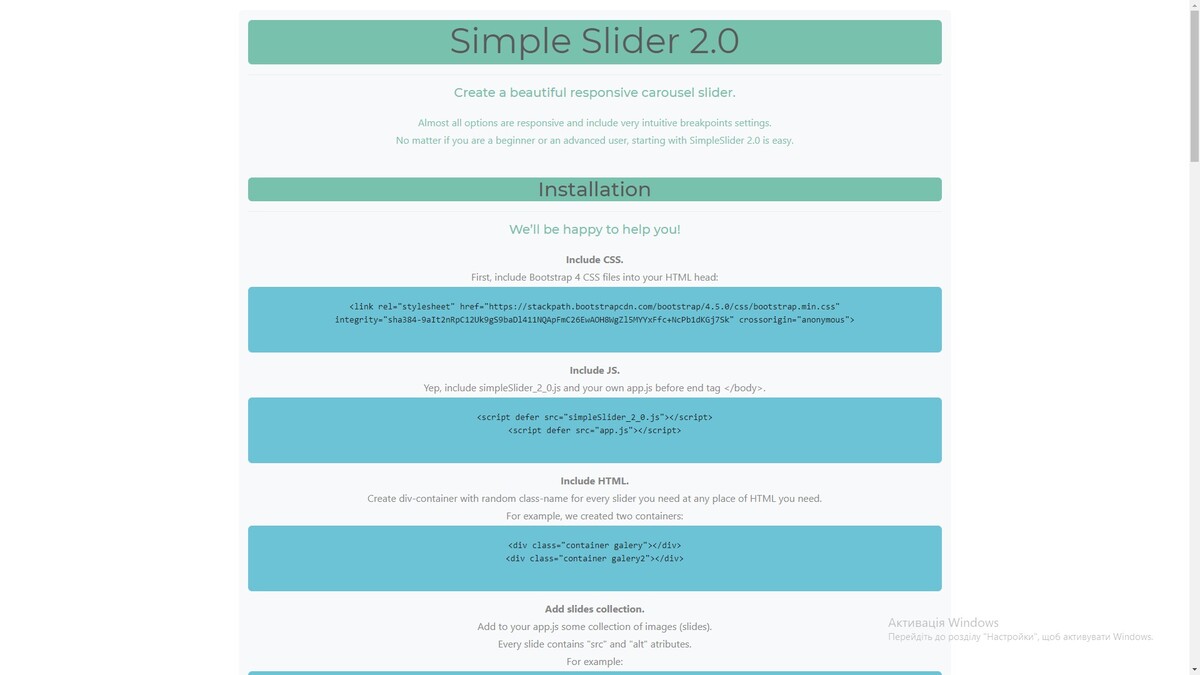 Simple Slider 2.0
Create a beautiful responsive carousel slider.
Almost all options are responsive and include very intuitive breakpoints settings.
No matter if you are a beginner or an advanced user, starting with SimpleSlider 2.0 is easy.
Installation
We'll be happy to help you!
Include CSS.
First, include Bootstrap 4 CSS files into your HTML head:
<link rel="stylesheet" href="https://stackpath.bootstrapcdn.com/bootstrap/4.5.0/css/bootstrap.min.css"
integrity="sha384-9aIt2nRpC12Uk9gS9baDl411NQApFmC26EwAOH8WgZl5MYYxFfc+NcPb1dKGj7Sk" crossorigin="anonymous">
Include JS.
Yep, include simpleSlider_2_0.js and your own app.js before end tag </body>.
<script defer src="simpleSlider_2_0.js"></script>
<script defer src="app.js"></script>
Include HTML.
Create div-container with random class-name for every slider you need at any place of HTML you need.
For example, we created two containers:
<div class="container galery"></div>
<div class="container galery2"></div>
Add slides collection.
Add to your app.js some collection of images (slides).
Every slide contains "src" and "alt" atributes.
For example:
Активація Windows
Перейдіть до розділу "Настройки", щоб активувати Windows.